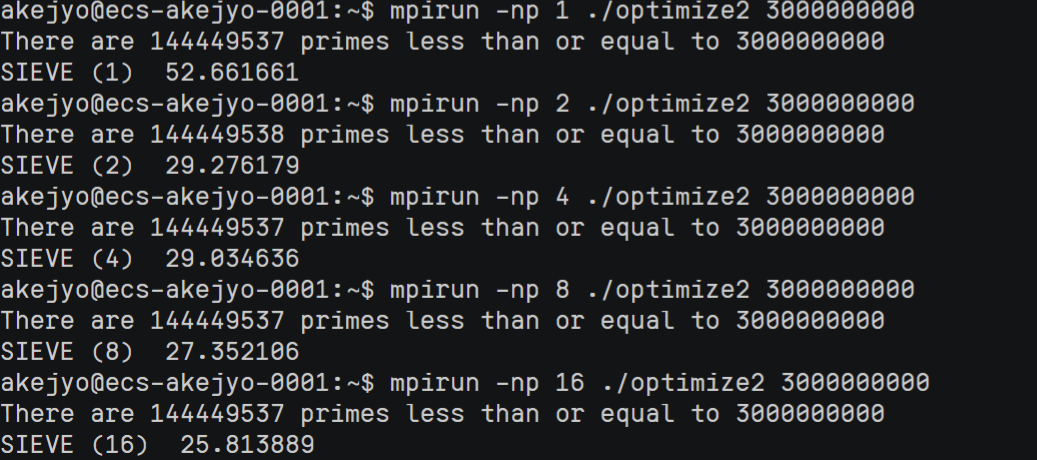 akejyo@ecs-akejyo-0001:~$ mpirun -np 1 ./optimize2 3000000000
There are 144449537 primes less than or equal to 3000000000
SIEVE (1)  52.661661
akejyo@ecs-akejyo-0001:~$ mpirun -np 2 ./optimize2 3000000000
There are 144449538 primes less than or equal to 3000000000
SIEVE (2)  29.276179
akejyo@ecs-akejyo-0001:~$ mpirun -np 4 ./optimize2 3000000000
There are 144449537 primes less than or equal to 3000000000
SIEVE (4)  29.034636
akejyo@ecs-akejyo-0001:~$ mpirun -np 8 ./optimize2 3000000000
There are 144449537 primes less than or equal to 3000000000
SIEVE (8)  27.352106
akejyo@ecs-akejyo-0001:~$ mpirun -np 16 ./optimize2 3000000000
There are 144449537 primes less than or equal to 3000000000
SIEVE (16)  25.813889